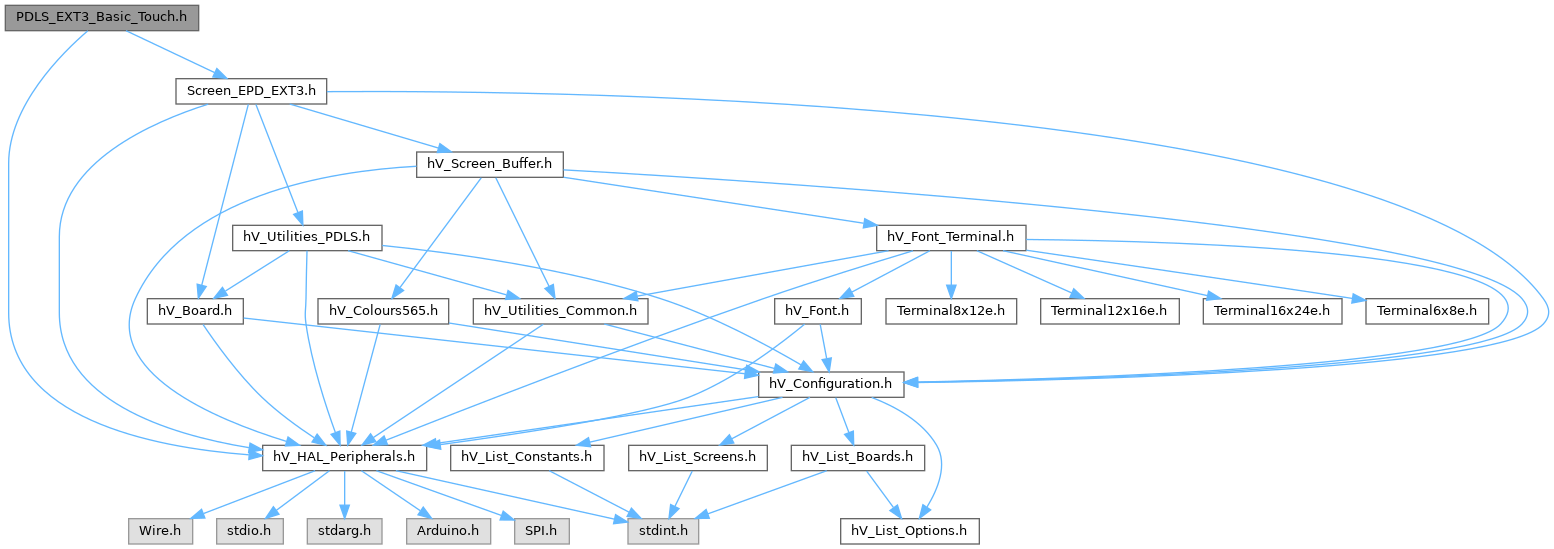 PDLS_EXT3_Basic_Touch.h
Screen_EPD_EXT3.h
hV_Screen_Buffer.h
hV_Utilities_PDLS.h
hV_Font_Terminal.h
hV_Board.h
hV_Colours565.h
hV_Utilities_Common.h
hV_Font.h
Terminal8x12e.h
Terminal12x16e.h
Terminal16x24e.h
Terminal6x8e.h
hV_Configuration.h
hV_HAL_Peripherals.h
hV_List_Constants.h
hV_List_Screens.h
hV_List_Boards.h
Wire.h
stdio.h
stdarg.h
Arduino.h
SPI.h
stdint.h
hV_List_Options.h